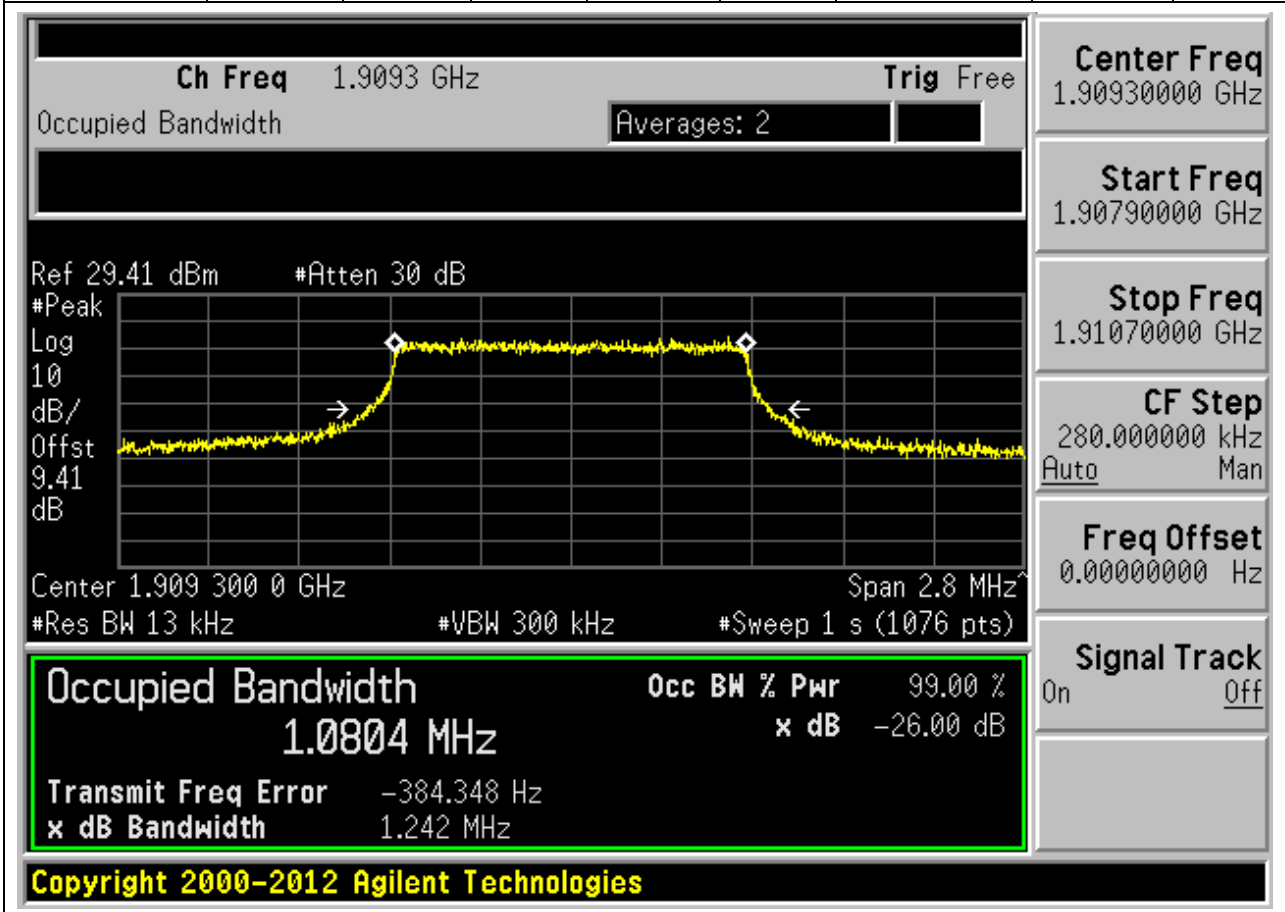 Ch Freq 1.9093 GHz Trig Free
Occupied Bandwidth Averages: 2
Ref 29.41 dBm #Atten 30 dB
#Peak
Log
10
dB/
Offst
9.41
dB
Center 1.909 300 0 GHz Span 2.8 MHz^
#Res BW 13 kHz #VBW 300 kHz #Sweep 1 s (1076 pts)
Occupied Bandwidth Occ BW % Pwr 99.00 %
1.0804 MHz x dB -26.00 dB
Transmit Freq Error -384.348 Hz
x dB Bandwidth 1.242 MHz
Copyright 2000-2012 Agilent Technologies
Center Freq
1.90930000 GHz
Start Freq
1.90790000 GHz
Stop Freq
1.91070000 GHz
CF Step
280.000000 kHz
Auto Man
Freq Offset
0.00000000 Hz
Signal Track
On Off